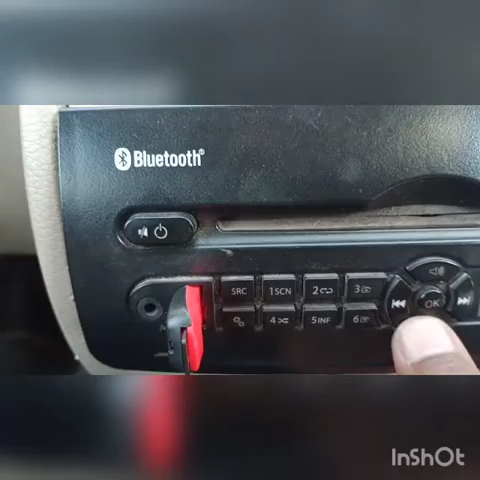 Bluetooth®
SRC 1SCN 2 3
4 5INF 6
OK
InShOt